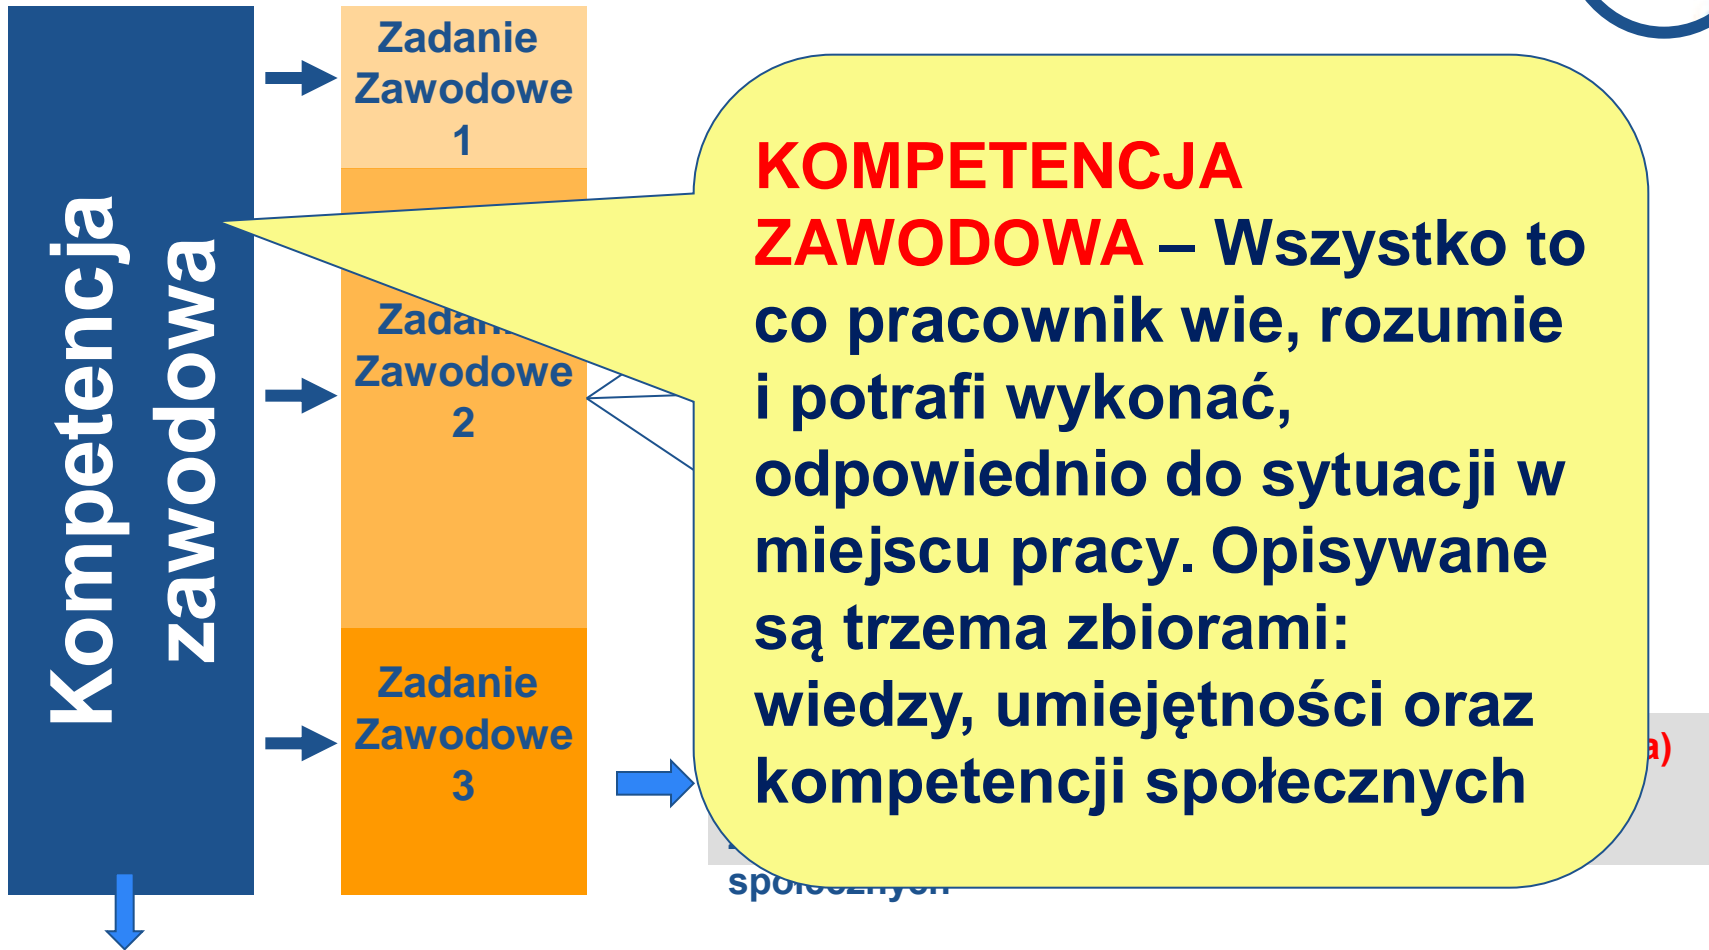 Kompetencja
zawodowa
Zadanie
Zawodowe
1
Zawodowe
2
Zadanie
Zawodowe
3
KOMPETENCJA
ZAWODOWA – Wszystko to
co pracownik wie, rozumie
i potrafi wykonać,
odpowiednio do sytuacji w
miejscu pracy. Opisywane
są trzema zbiorami:
wiedzy, umiejętności oraz
kompetencji społecznych
a)
społecznych